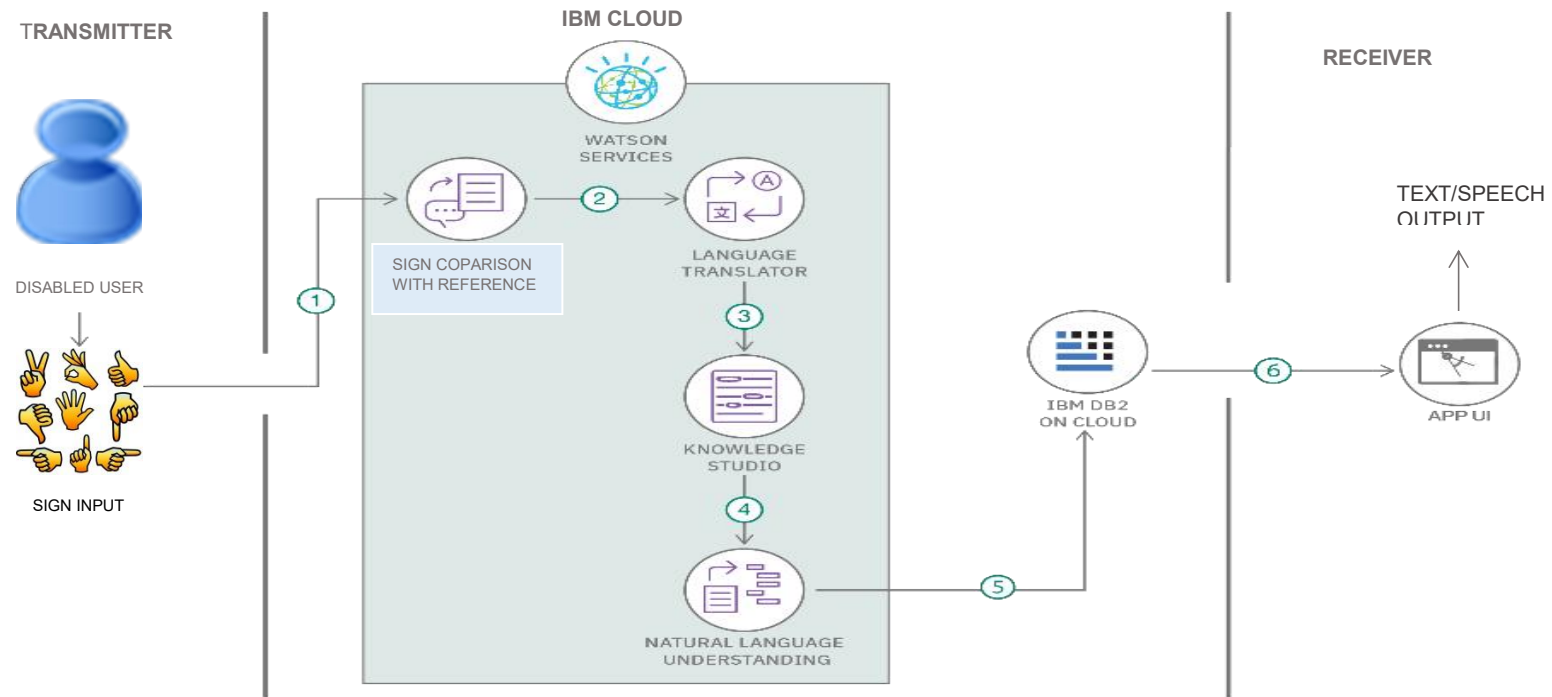 TRANSMITTER
IBM CLOUD
RECEIVER
WATSON
SERVICES
DISABLED USER
SIGN INPUT
1
SIGN COPARISON
WITH REFERENCE
2
A
文
LANGUAGE
TRANSLATOR
3
KNOWLEDGE
STUDIO
4
NATURAL LANGUAGE
UNDERSTANDING
5
IBM DB2
ON CLOUD
6
APP UI
TEXT/SPEECH
OUTPUT